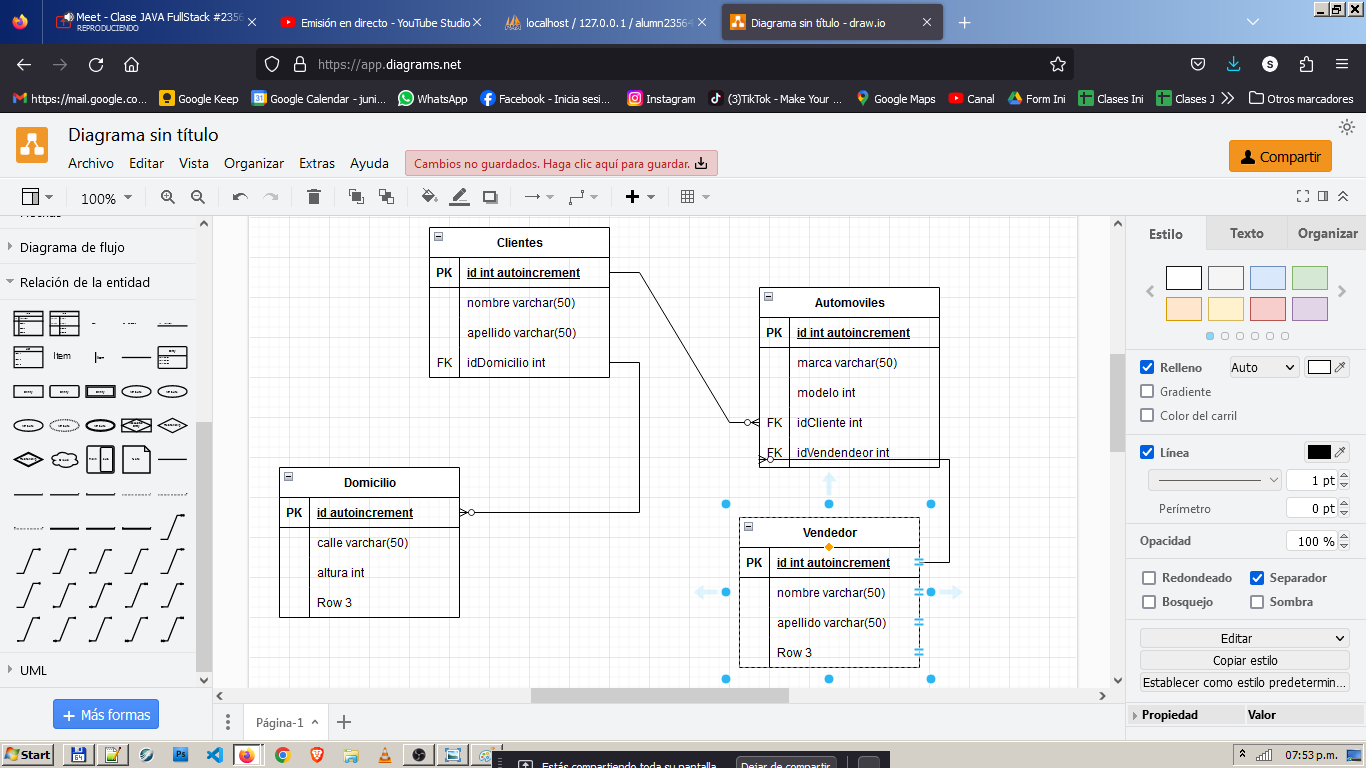 Meet - Clase JAVA FullStack #2356
REPRODUCIENDO
Emisión en directo - YouTube Studio
localhost / 127.0.0.1 / alumn23564
Diagrama sin título - draw.io
https://app.diagrams.net
https://mail.google.co...
Google Keep
Google Calendar - juni...
WhatsApp
Facebook - Inicia sesi...
Instagram
(3)TikTok - Make Your ...
Google Maps
Canal
Form Ini
Clases Ini
Clases J
Otros marcadores
Diagrama sin título
Archivo Editar Vista Organizar Extras Ayuda
Cambios no guardados. Haga clic aquí para guardar.
Compartir
100%
Diagrama de flujo
Relación de la entidad
Item
UML
+ Más formas
Clientes
PK id int autoincrement
nombre varchar(50)
apellido varchar(50)
FK idDomicilio int
Automoviles
PK id int autoincrement
marca varchar(50)
modelo int
FK idCliente int
FK idVendendeor int
Domicilio
PK id autoincrement
calle varchar(50)
altura int
Row 3
Vendedor
PK id int autoincrement
nombre varchar(50)
apellido varchar(50)
Row 3
Estilo Texto Organizar
Relleno Auto
Gradiente
Color del carril
Línea
1 pt
Perímetro 0 pt
Opacidad 100 %
Redondeado Separador
Bosquejo Sombra
Editar
Copiar estilo
Establecer como estilo predetermin...
Propiedad Valor
Página-1
Start
Ps
Estás compartiendo toda su pantalla
Dejar de compartir
07:53 p.m.